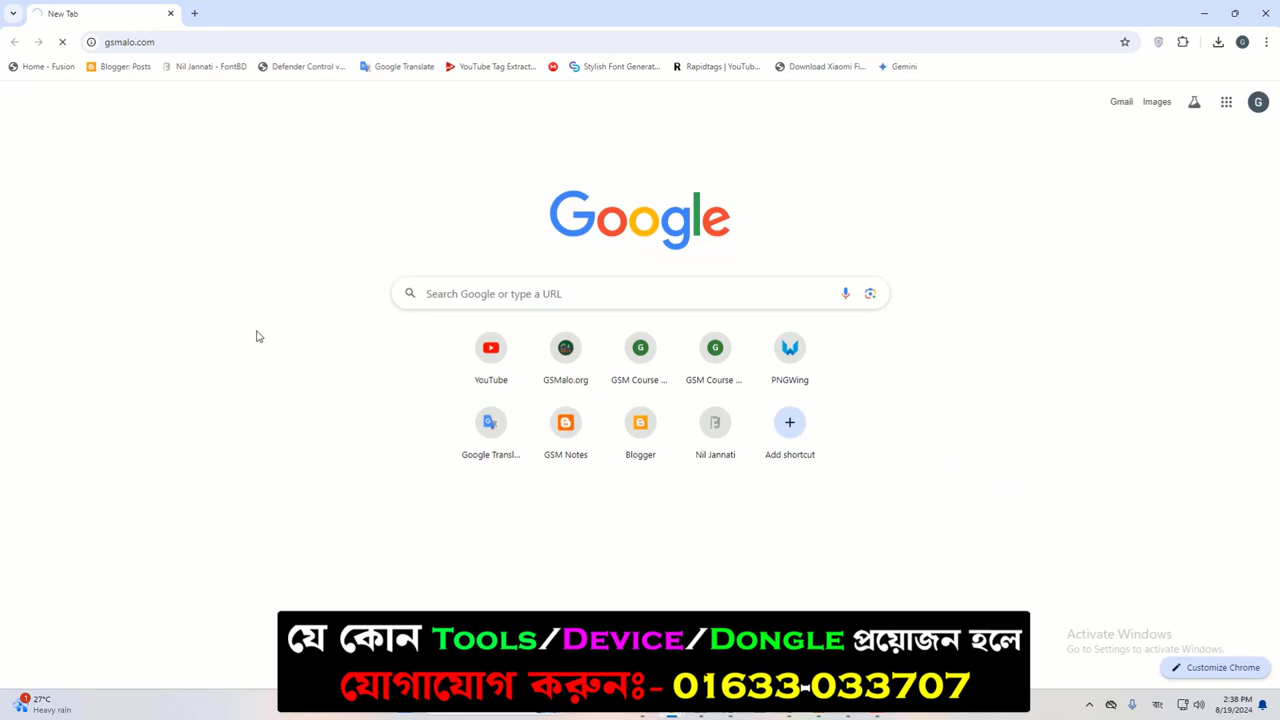 New Tab
gsmalo.com
Home - Fusion
Blogger: Posts
Nil Jannati - FontBD
Defender Control v...
Google Translate
YouTube Tag Extract...
Stylish Font Generat...
Rapidtags | YouTub...
Download Xiaomi Fi...
Gemini
Gmail
Images
G
Google
Search Google or type a URL
YouTube
GSMalo.org
GSM Course ...
GSM Course ...
PNGWing
Google Transl...
GSM Notes
Blogger
Nil Jannati
Add shortcut
যে কোন Tools/Device/Dongle প্রয়োজন হলে
যোগাযোগ করুনঃ- 01633-033707
Activate Windows
Go to Settings to activate Windows.
Customize Chrome
1
27°C
Heavy rain
2:38 PM
8/19/2024